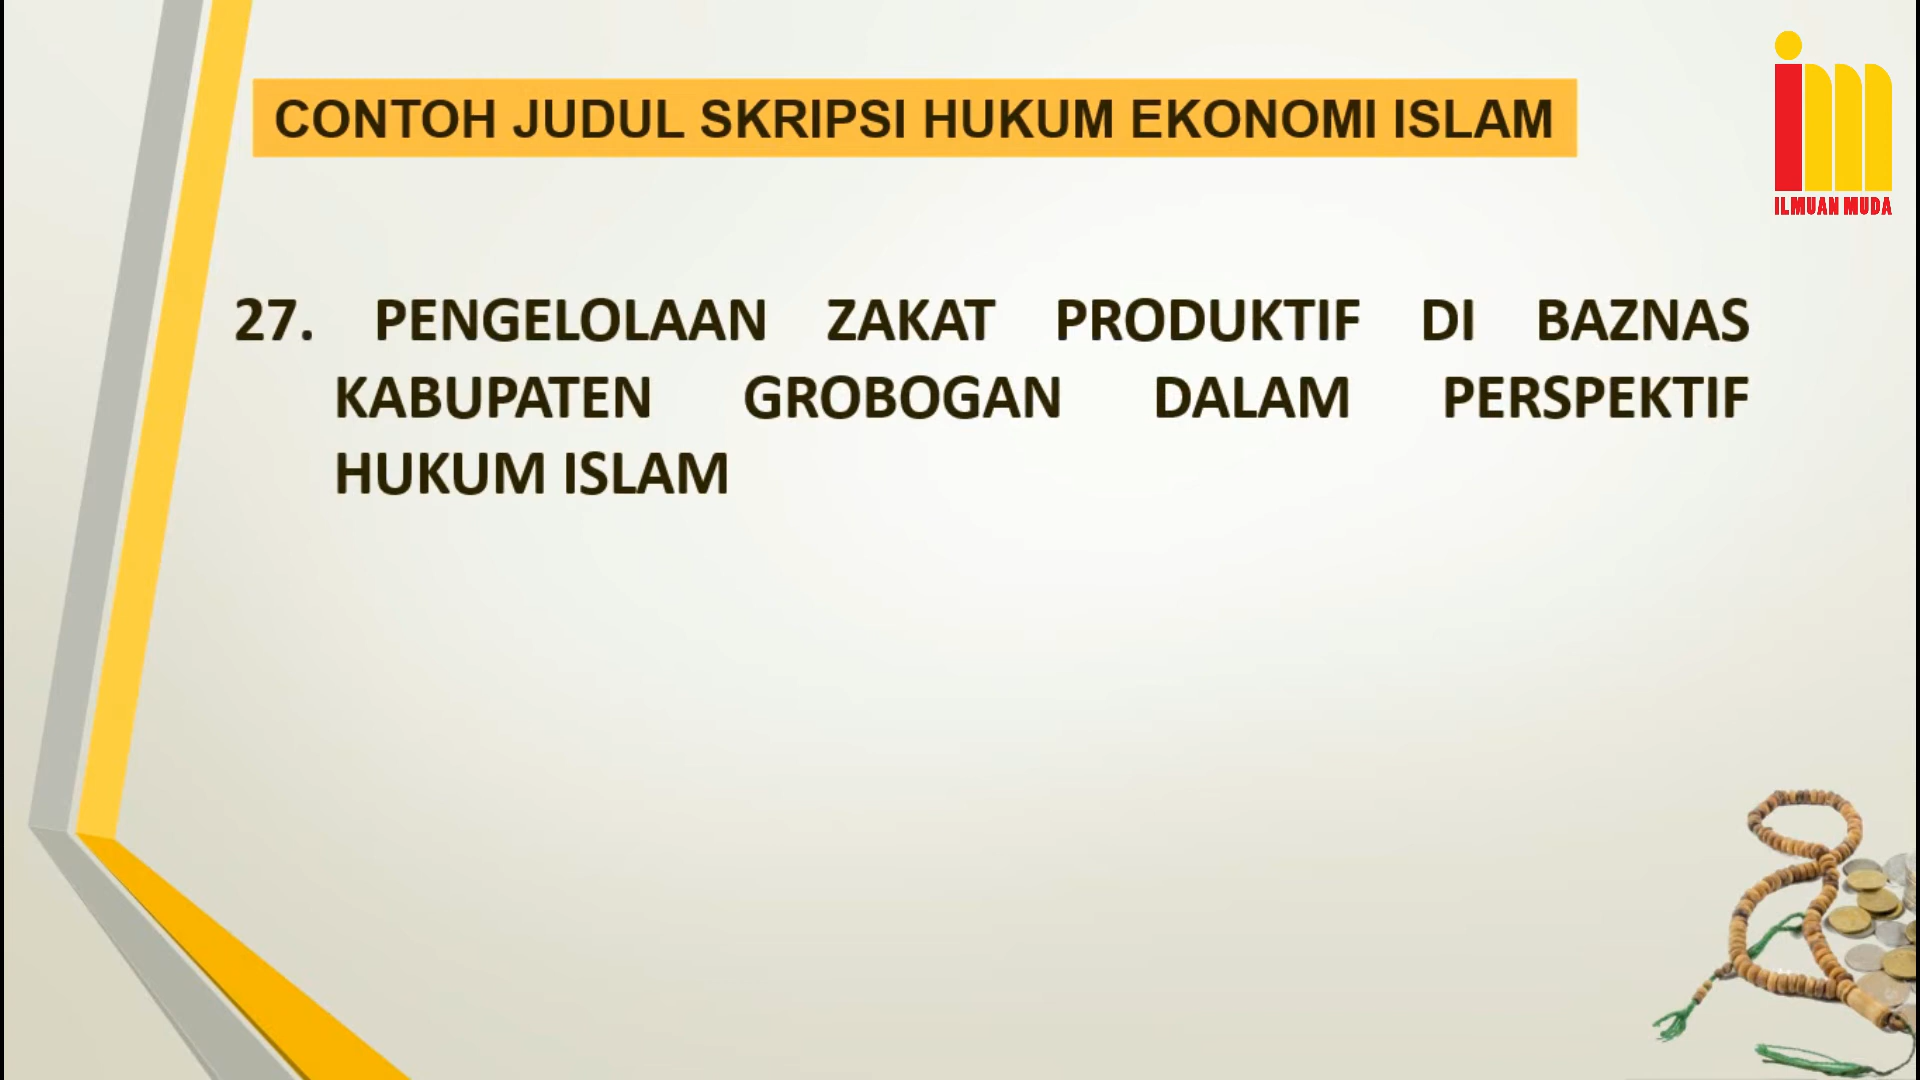 CONTOH JUDUL SKRIPSI HUKUM EKONOMI ISLAM
im
ILMUAN MUDA
27. PENGELOLAAN ZAKAT PRODUKTIF DI BAZNAS
KABUPATEN GROBOGAN DALAM PERSPEKTIF
HUKUM ISLAM